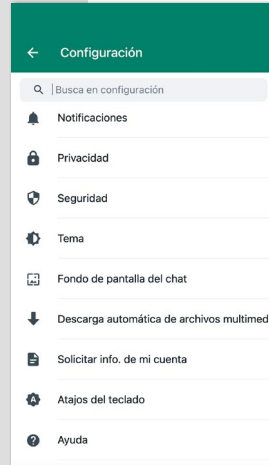 Configuración
Busca en configuración
Notificaciones
Privacidad
Seguridad
Tema
Fondo de pantalla del chat
Descarga automática de archivos multimed
Solicitar info. de mi cuenta
Atajos del teclado
Ayuda